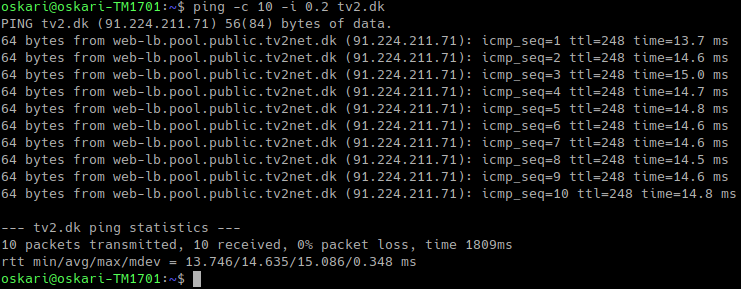 oskari@oskari-TM1701:~$ ping -c 10 -i 0.2 tv2.dk
PING tv2.dk (91.224.211.71) 56(84) bytes of data.
64 bytes from web-lb.pool.public.tv2net.dk (91.224.211.71): icmp_seq=1 ttl=248 time=13.7 ms
64 bytes from web-lb.pool.public.tv2net.dk (91.224.211.71): icmp_seq=2 ttl=248 time=14.6 ms
64 bytes from web-lb.pool.public.tv2net.dk (91.224.211.71): icmp_seq=3 ttl=248 time=15.0 ms
64 bytes from web-lb.pool.public.tv2net.dk (91.224.211.71): icmp_seq=4 ttl=248 time=14.7 ms
64 bytes from web-lb.pool.public.tv2net.dk (91.224.211.71): icmp_seq=5 ttl=248 time=14.8 ms
64 bytes from web-lb.pool.public.tv2net.dk (91.224.211.71): icmp_seq=6 ttl=248 time=14.6 ms
64 bytes from web-lb.pool.public.tv2net.dk (91.224.211.71): icmp_seq=7 ttl=248 time=14.6 ms
64 bytes from web-lb.pool.public.tv2net.dk (91.224.211.71): icmp_seq=8 ttl=248 time=14.5 ms
64 bytes from web-lb.pool.public.tv2net.dk (91.224.211.71): icmp_seq=9 ttl=248 time=14.6 ms
64 bytes from web-lb.pool.public.tv2net.dk (91.224.211.71): icmp_seq=10 ttl=248 time=14.8 ms

--- tv2.dk ping statistics ---
10 packets transmitted, 10 received, 0% packet loss, time 1809ms
rtt min/avg/max/mdev = 13.746/14.635/15.086/0.348 ms
oskari@oskari-TM1701:~$